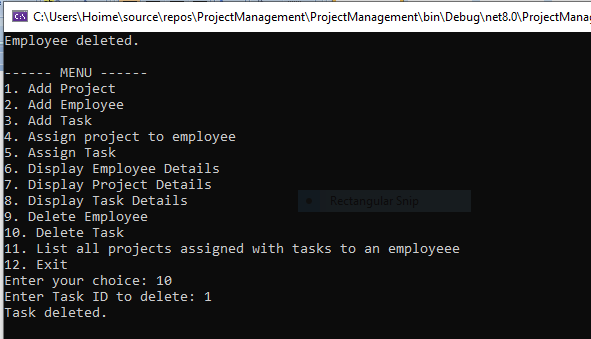 C:\Users\Hoime\source\repos\ProjectManagement\ProjectManagement\bin\Debug\net8.0\ProjectMana
Employee deleted.
------ MENU ------
1. Add Project
2. Add Employee
3. Add Task
4. Assign project to employee
5. Assign Task
6. Display Employee Details
7. Display Project Details
8. Display Task Details
Rectangular Snip
9. Delete Employee
10. Delete Task
11. List all projects assigned with tasks to an employeee
12. Exit
Enter your choice: 10
Enter Task ID to delete: 1
Task deleted.